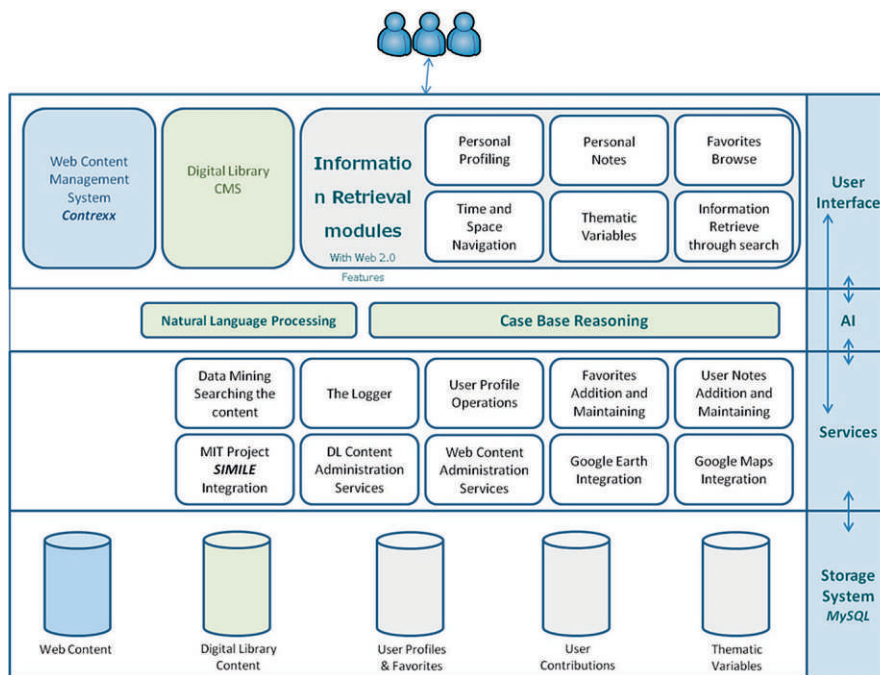 Web Content
Management
System
Contrexx
Digital Library
CMS
Informatio
n Retrieval
modules
With Web 2.0
Features
Personal
Profiling
Personal
Notes
Favorites
Browse
Time and
Space
Navigation
Thematic
Variables
Information
Retrieve
through search
User
Interface
Natural Language Processing
Case Base Reasoning
AI
Data Mining
Searching the
content
The Logger
User Profile
Operations
Favorites
Addition and
Maintaining
User Notes
Addition and
Maintaining
MIT Project
SIMILE
Integration
DL Content
Administration
Services
Web Content
Administration
Services
Google Earth
Integration
Google Maps
Integration
Services
Storage
System
MySQL
Web Content
Digital Library
Content
User Profiles
& Favorites
User
Contributions
Thematic
Variables